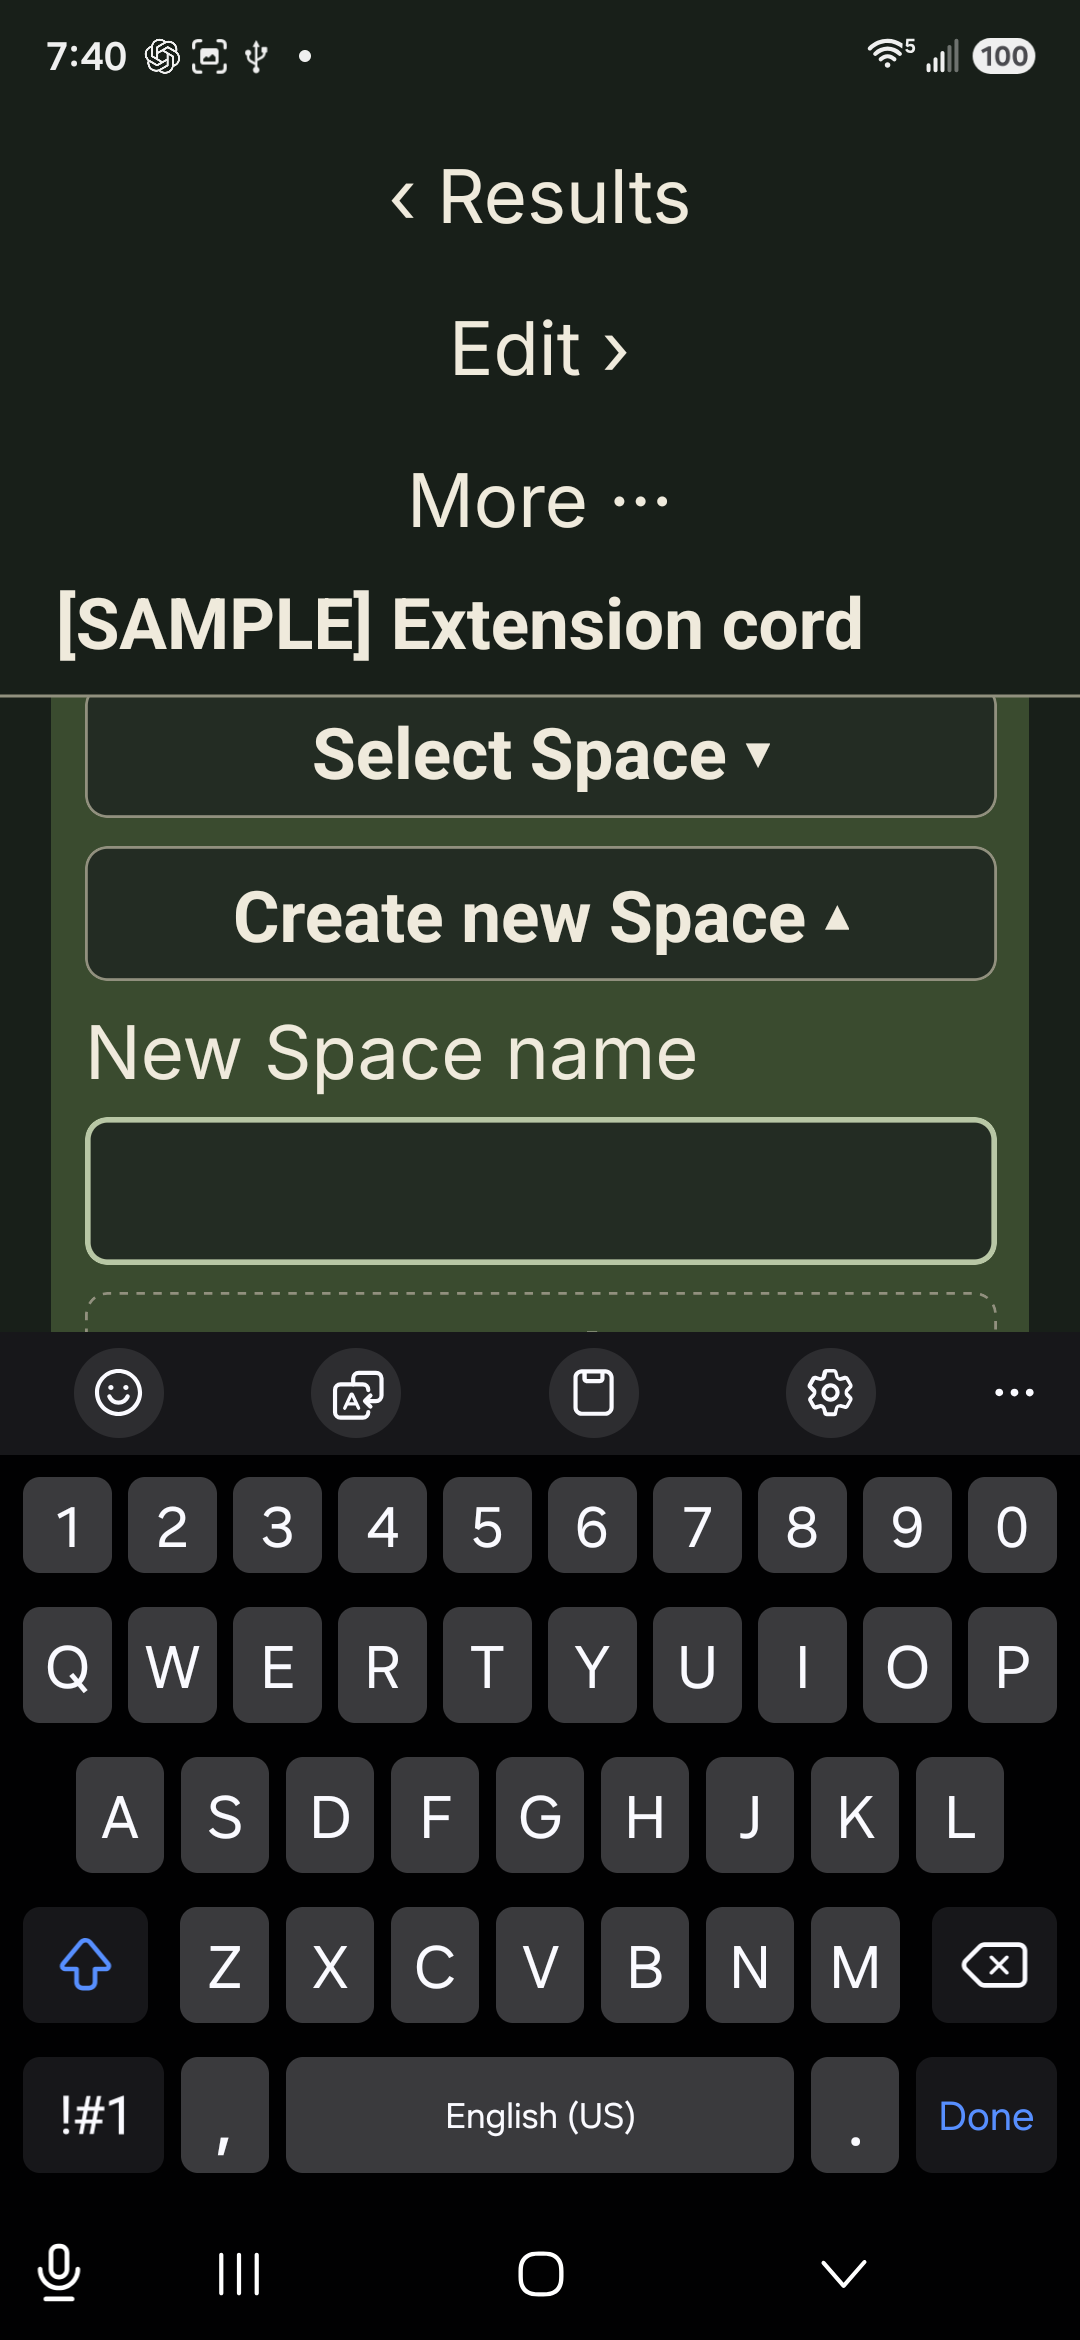 7:40 5 100
‹ Results
Edit ›
More ···
[SAMPLE] Extension cord
Select Space ▾
Create new Space ▴
New Space name
1 2 3 4 5 6 7 8 9 0
Q W E R T Y U I O P
A S D F G H J K L
Z X C V B N M
!#1 , English (US) . Done